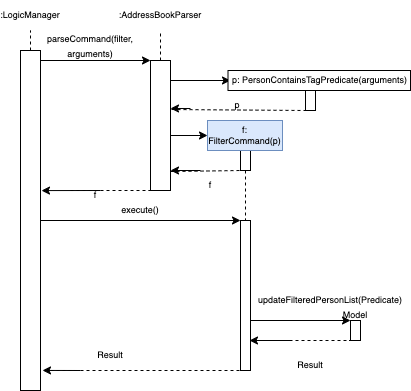 :LogicManager
:AddressBookParser
parseCommand(filter,
arguments)
p: PersonContainsTagPredicate(arguments)
p
f:
FilterCommand(p)
f
f
execute()
updateFilteredPersonList(Predicate)
Model
Result
Result